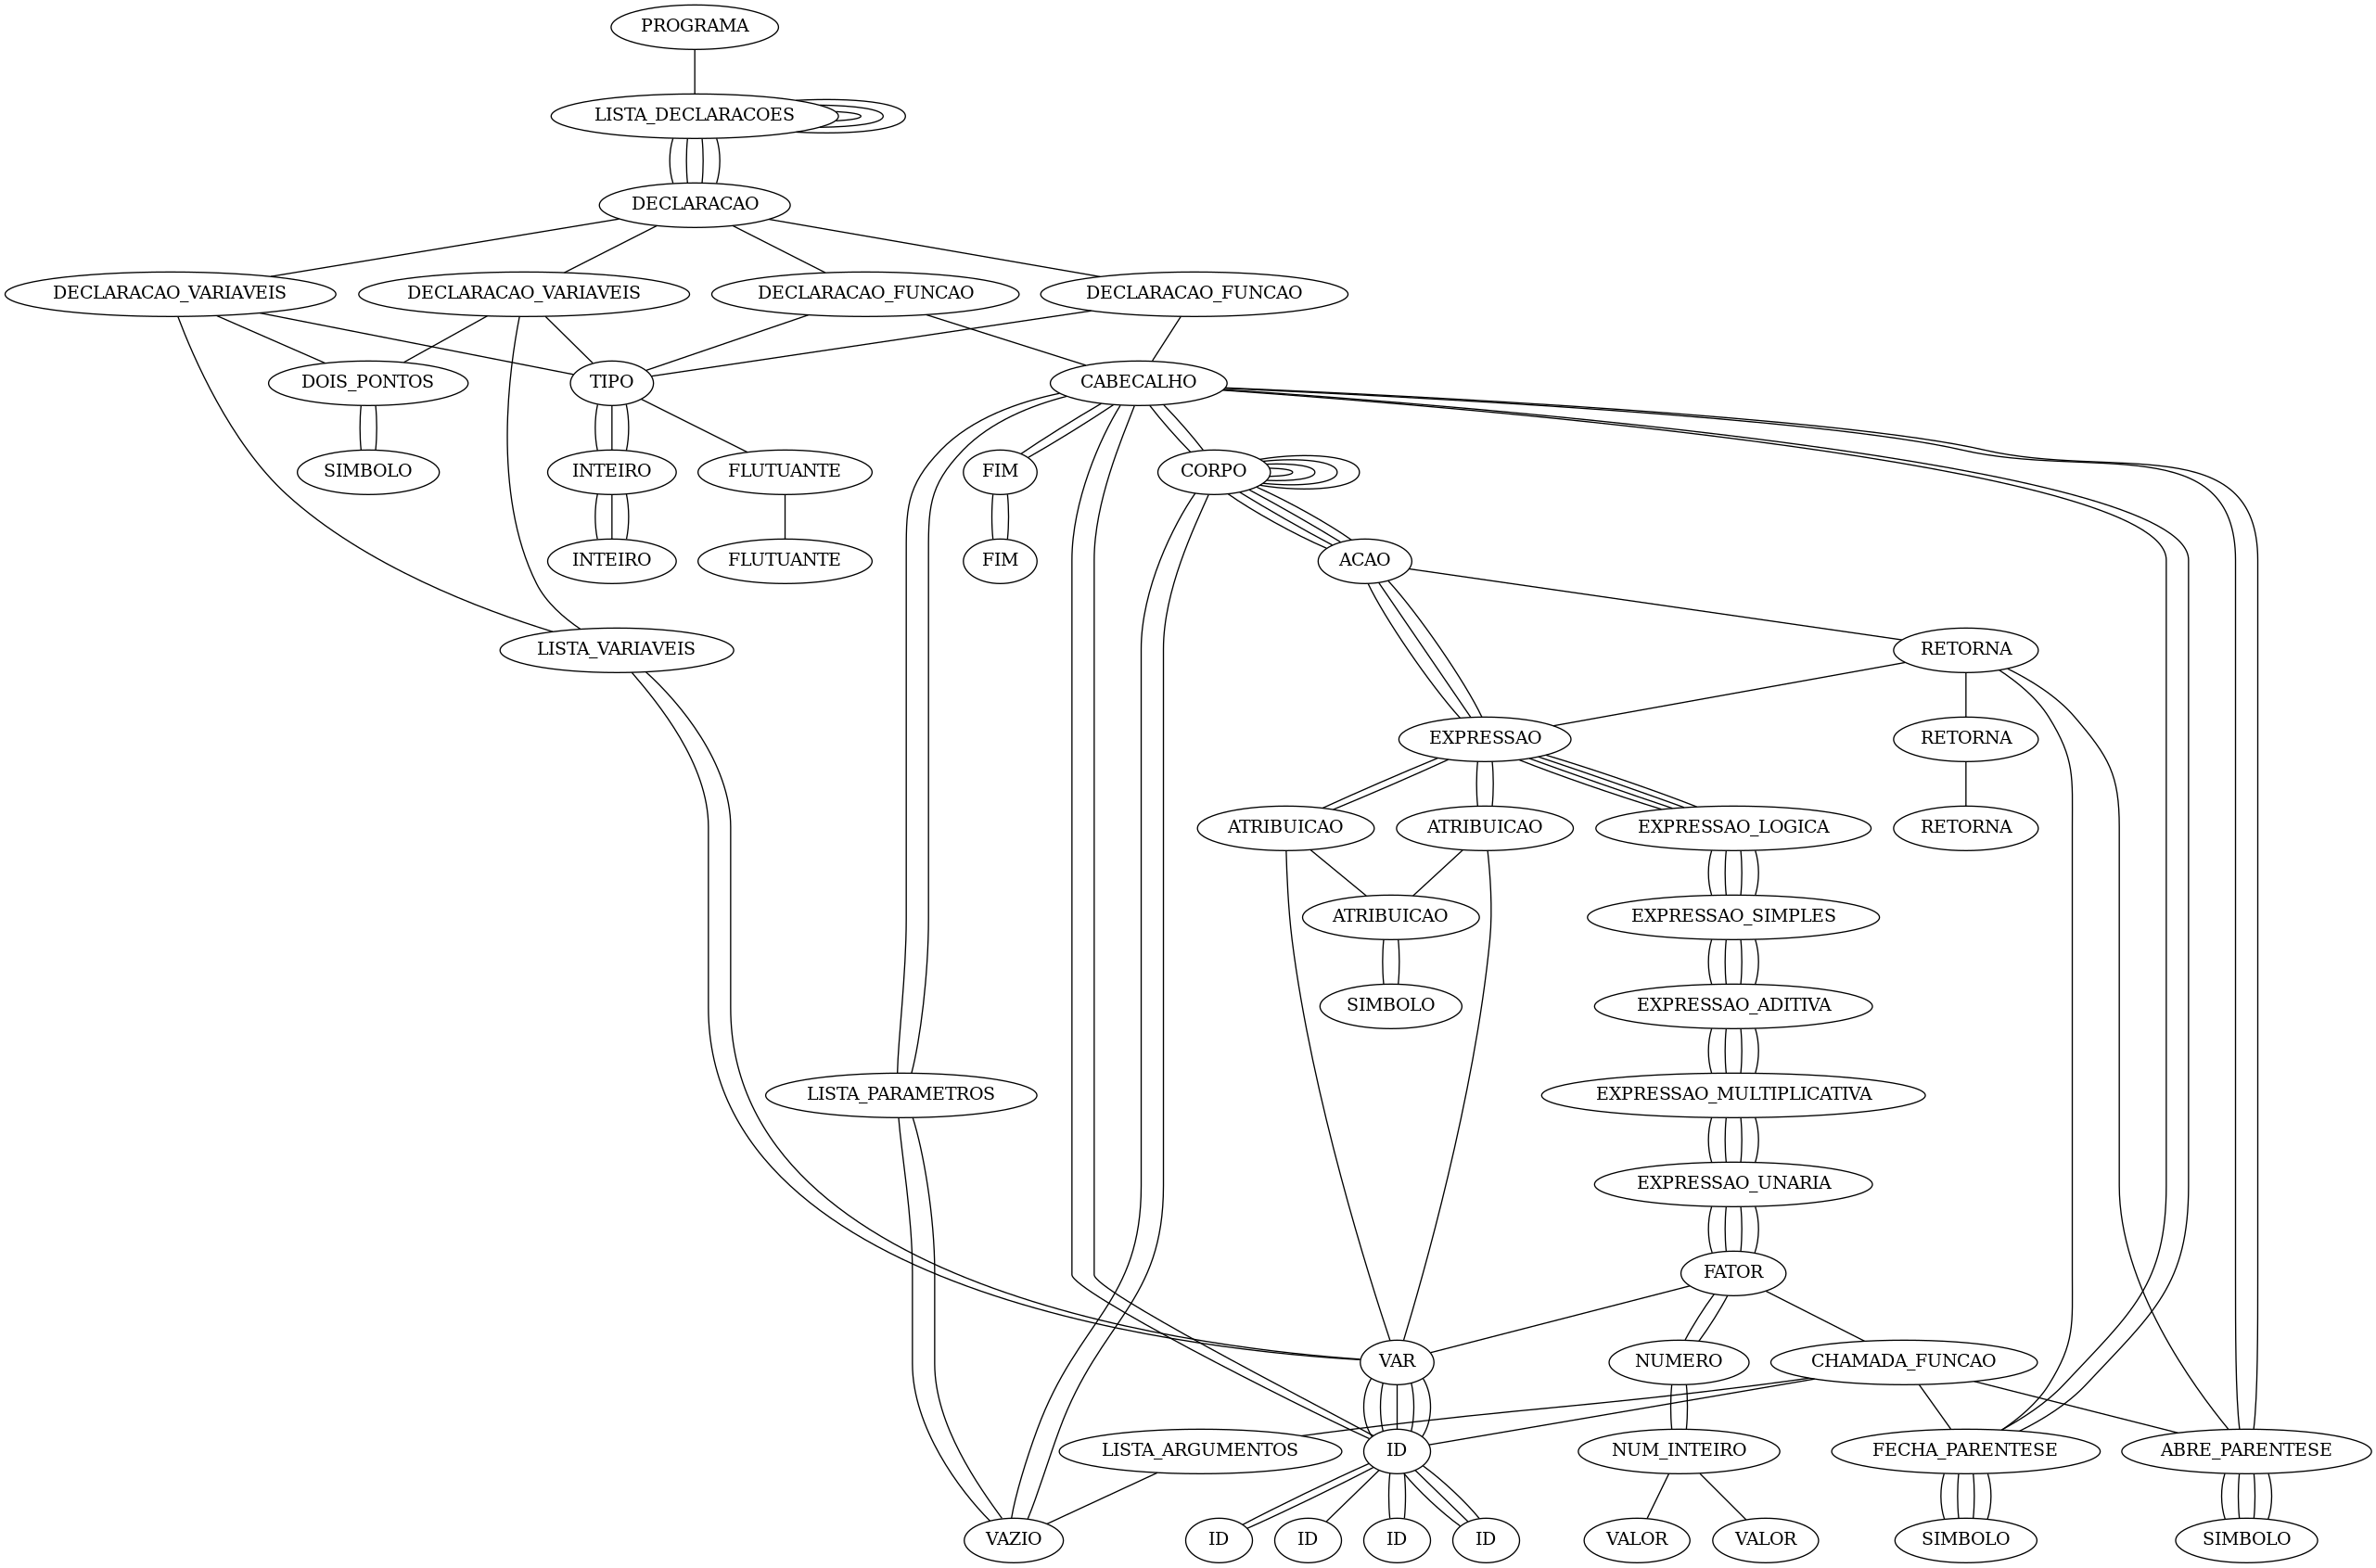 PROGRAMA
LISTA_DECLARACOES
DECLARACAO
DECLARACAO_VARIAVEIS
DECLARACAO_VARIAVEIS
DECLARACAO_FUNCAO
DECLARACAO_FUNCAO
DOIS_PONTOS
TIPO
CABECALHO
SIMBOLO
INTEIRO
FLUTUANTE
FIM
CORPO
INTEIRO
FLUTUANTE
FIM
ACAO
LISTA_VARIAVEIS
RETORNA
EXPRESSAO
RETORNA
ATRIBUICAO
ATRIBUICAO
EXPRESSAO_LOGICA
RETORNA
ATRIBUICAO
EXPRESSAO_SIMPLES
SIMBOLO
EXPRESSAO_ADITIVA
LISTA_PARAMETROS
EXPRESSAO_MULTIPLICATIVA
EXPRESSAO_UNARIA
FATOR
VAR
NUMERO
CHAMADA_FUNCAO
LISTA_ARGUMENTOS
ID
NUM_INTEIRO
FECHA_PARENTESE
ABRE_PARENTESE
VAZIO
ID
ID
ID
ID
VALOR
VALOR
SIMBOLO
SIMBOLO